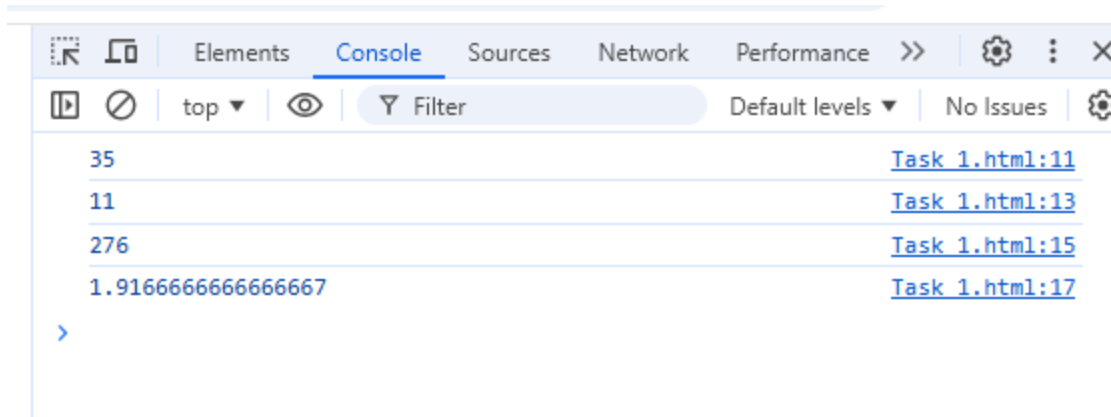 Elements Console Sources Network Performance
top Filter Default levels No Issues
35 Task 1.html:11
11 Task 1.html:13
276 Task 1.html:15
1.9166666666666667 Task 1.html:17